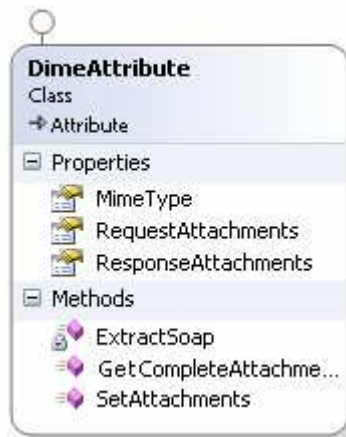 DimeAttribute
Class
Attribute
Properties
MimeType
RequestAttachments
ResponseAttachments
Methods
ExtractSoap
GetCompleteAttachme...
SetAttachments